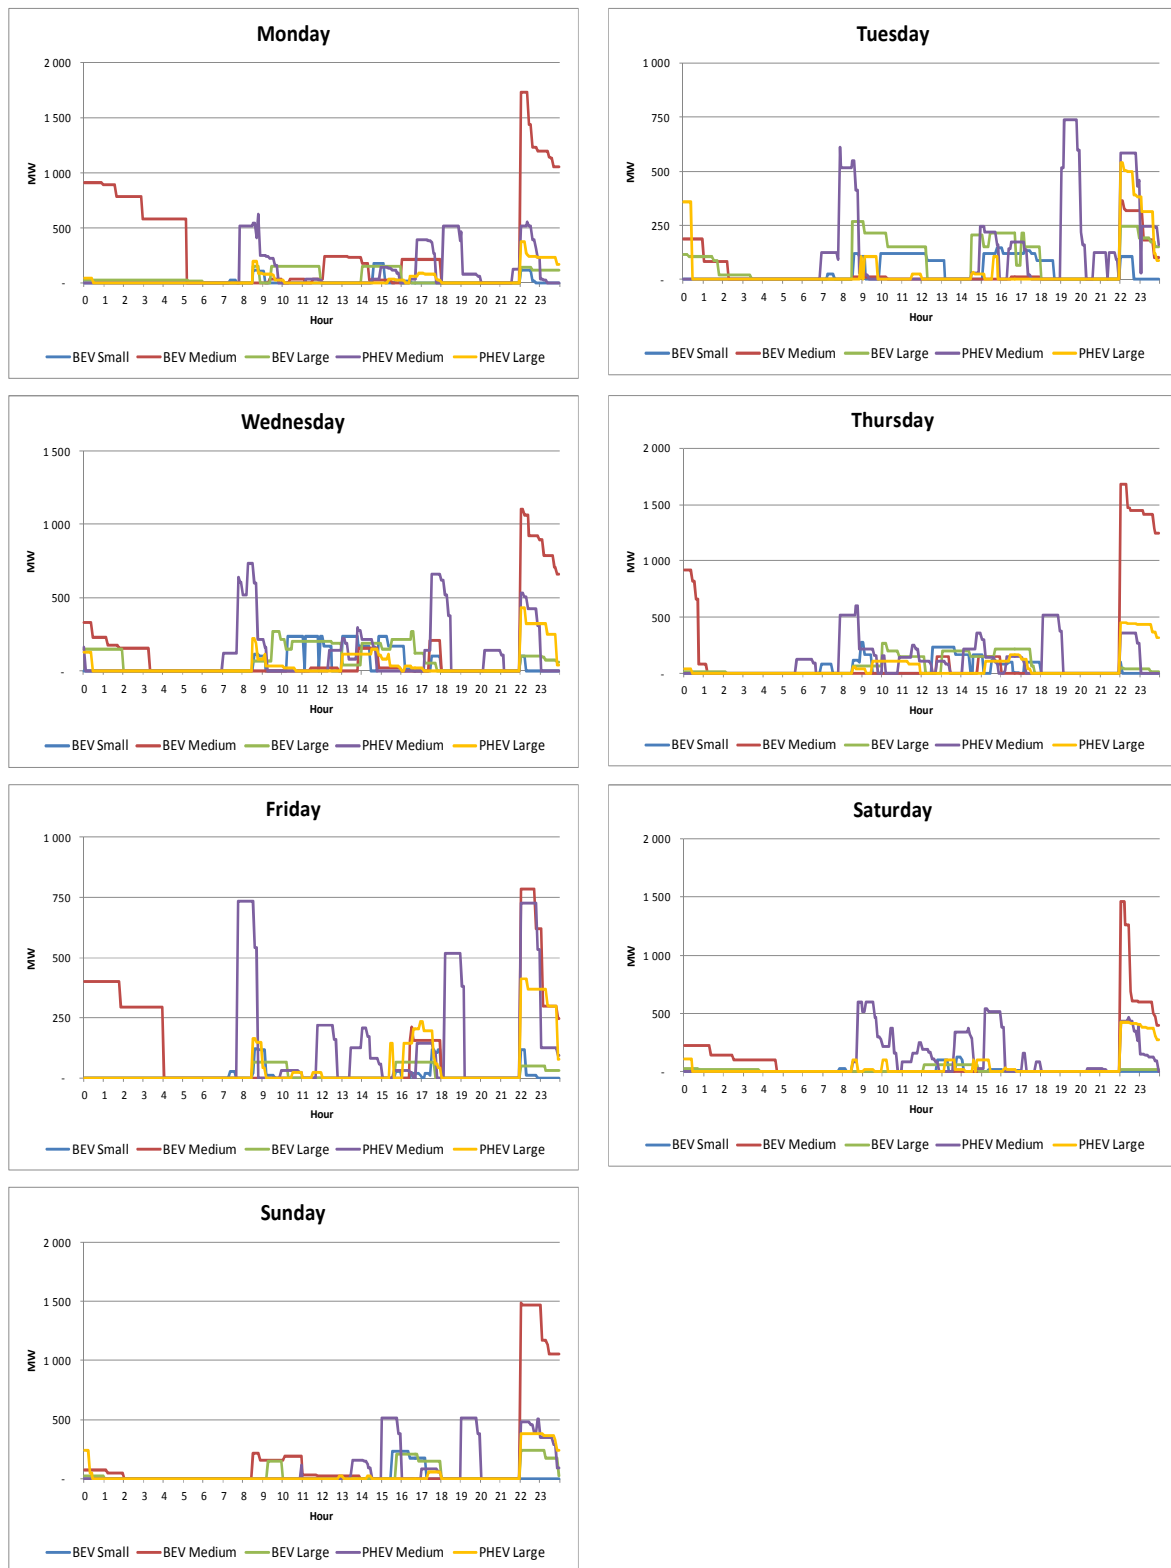 Monday
2 000
1 500
1 000
500
-
MW
0 1 2 3 4 5 6 7 8 9 10 11 12 13 14 15 16 17 18 19 20 21 22 23
Hour
BEV Small BEV Medium BEV Large PHEV Medium PHEV Large
Tuesday
1 000
750
500
250
-
MW
0 1 2 3 4 5 6 7 8 9 10 11 12 13 14 15 16 17 18 19 20 21 22 23
Hour
BEV Small BEV Medium BEV Large PHEV Medium PHEV Large
Wednesday
1 500
1 000
500
-
MW
0 1 2 3 4 5 6 7 8 9 10 11 12 13 14 15 16 17 18 19 20 21 22 23
Hour
BEV Small BEV Medium BEV Large PHEV Medium PHEV Large
Thursday
2 000
1 500
1 000
500
-
MW
0 1 2 3 4 5 6 7 8 9 10 11 12 13 14 15 16 17 18 19 20 21 22 23
Hour
BEV Small BEV Medium BEV Large PHEV Medium PHEV Large
Friday
1 000
750
500
250
-
MW
0 1 2 3 4 5 6 7 8 9 10 11 12 13 14 15 16 17 18 19 20 21 22 23
Hour
BEV Small BEV Medium BEV Large PHEV Medium PHEV Large
Saturday
2 000
1 500
1 000
500
-
MW
0 1 2 3 4 5 6 7 8 9 10 11 12 13 14 15 16 17 18 19 20 21 22 23
Hour
BEV Small BEV Medium BEV Large PHEV Medium PHEV Large
Sunday
2 000
1 500
1 000
500
-
MW
0 1 2 3 4 5 6 7 8 9 10 11 12 13 14 15 16 17 18 19 20 21 22 23
Hour
BEV Small BEV Medium BEV Large PHEV Medium PHEV Large